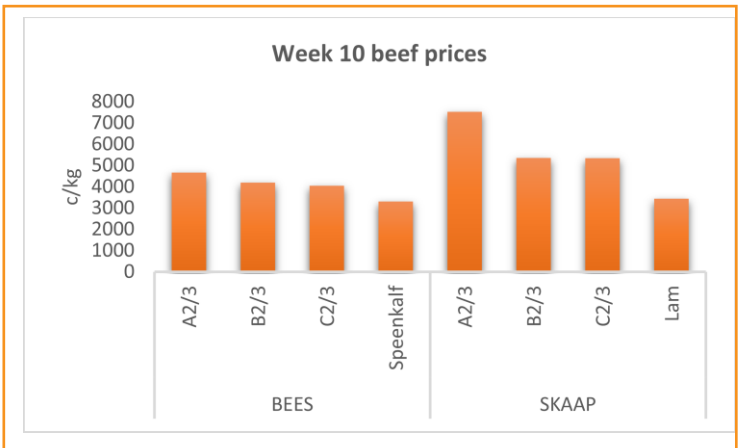 Week 10 beef prices
c/kg
8000
7000
6000
5000
4000
3000
2000
1000
0
A2/3
B2/3
C2/3
Speenkalf
A2/3
B2/3
C2/3
Lam
BEES
SKAAP